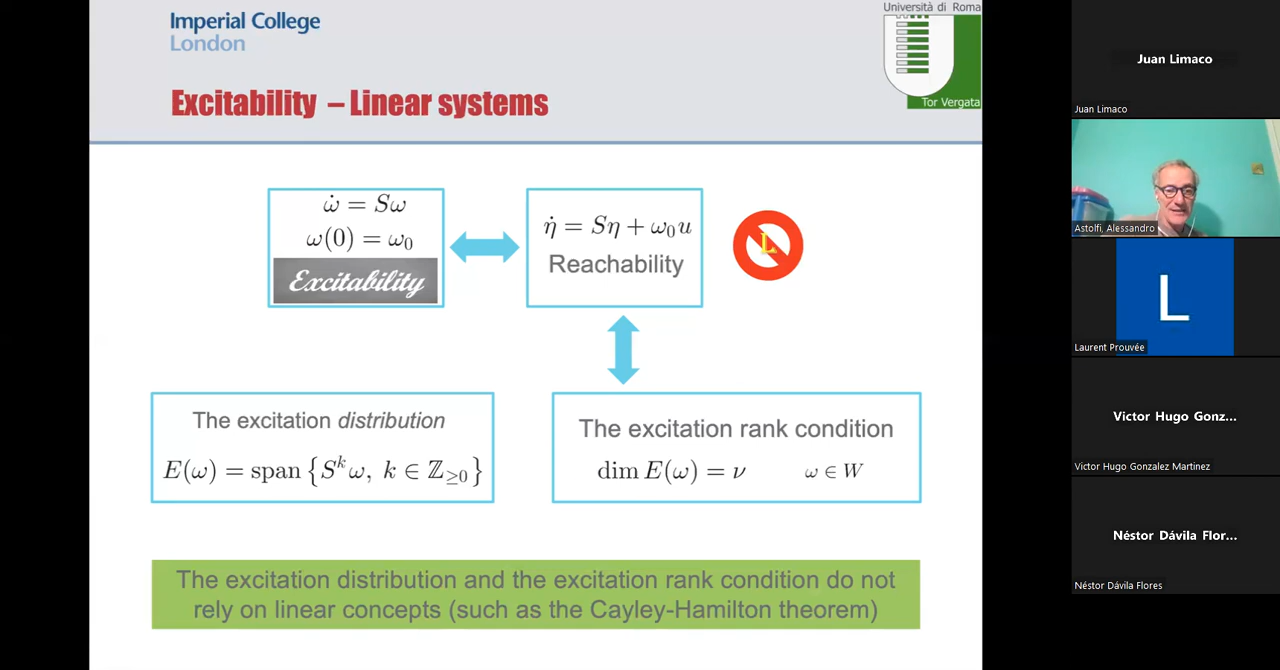 Imperial College
London
Università di Roma
Tor Vergata
Excitability – Linear systems
ω̇ = Sω
ω(0) = ω₀
Excitability
η̇ = Sη + ω₀u
Reachability
L
The excitation distribution
E(ω) = span {Sᵏω, k ∈ ℤ≥0}
The excitation rank condition
dim E(ω) = ν ω ∈ W
The excitation distribution and the excitation rank condition do not
rely on linear concepts (such as the Cayley-Hamilton theorem)
Juan Limaco
Juan Limaco
Astolfi, Alessandro
L
Laurent Prouvée
Victor Hugo Gonz...
Victor Hugo Gonzalez Martinez
Néstor Dávila Flor...
Néstor Dávila Flores